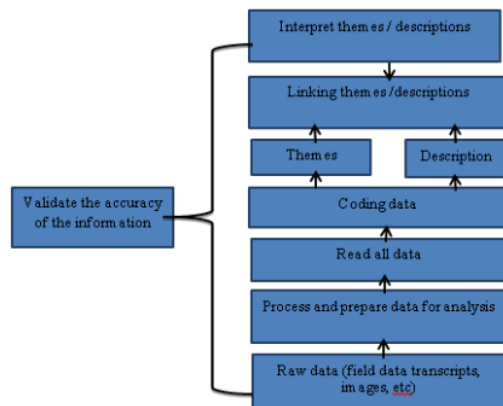 Interpret themes / descriptions
Linking themes /descriptions
Themes
Description
Validate the accuracy
of the information
Coding data
Read all data
Process and prepare data for analysis
Raw data (field data transcripts,
images, etc)